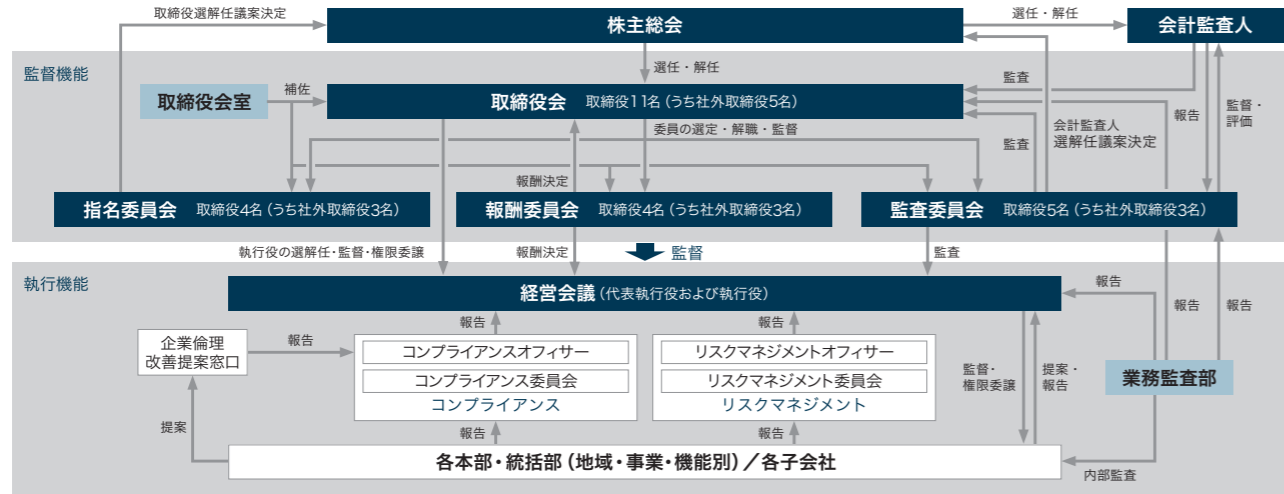 取締役選解任議案決定
株主総会
選任・解任
会計監査人
監督機能
選任・解任
監査
取締役会室
補佐
取締役会 取締役11名（うち社外取締役5名）
報告
監督・
評価
委員の選定・解職・監督
会計監査人
選解任議案決定
監査
報酬決定
指名委員会 取締役4名（うち社外取締役3名）
報酬委員会 取締役4名（うち社外取締役3名）
監査委員会 取締役5名（うち社外取締役3名）
執行役の選解任・監督・権限委譲
報酬決定
監督
監査
執行機能
経営会議（代表執行役および執行役）
報告
報告
報告
報告
報告
企業倫理
改善提案窓口
報告
コンプライアンスオフィサー
コンプライアンス委員会
コンプライアンス
リスクマネジメントオフィサー
リスクマネジメント委員会
リスクマネジメント
監督・
権限委譲
提案・
報告
業務監査部
提案
報告
報告
各本部・統括部（地域・事業・機能別）／各子会社
内部監査